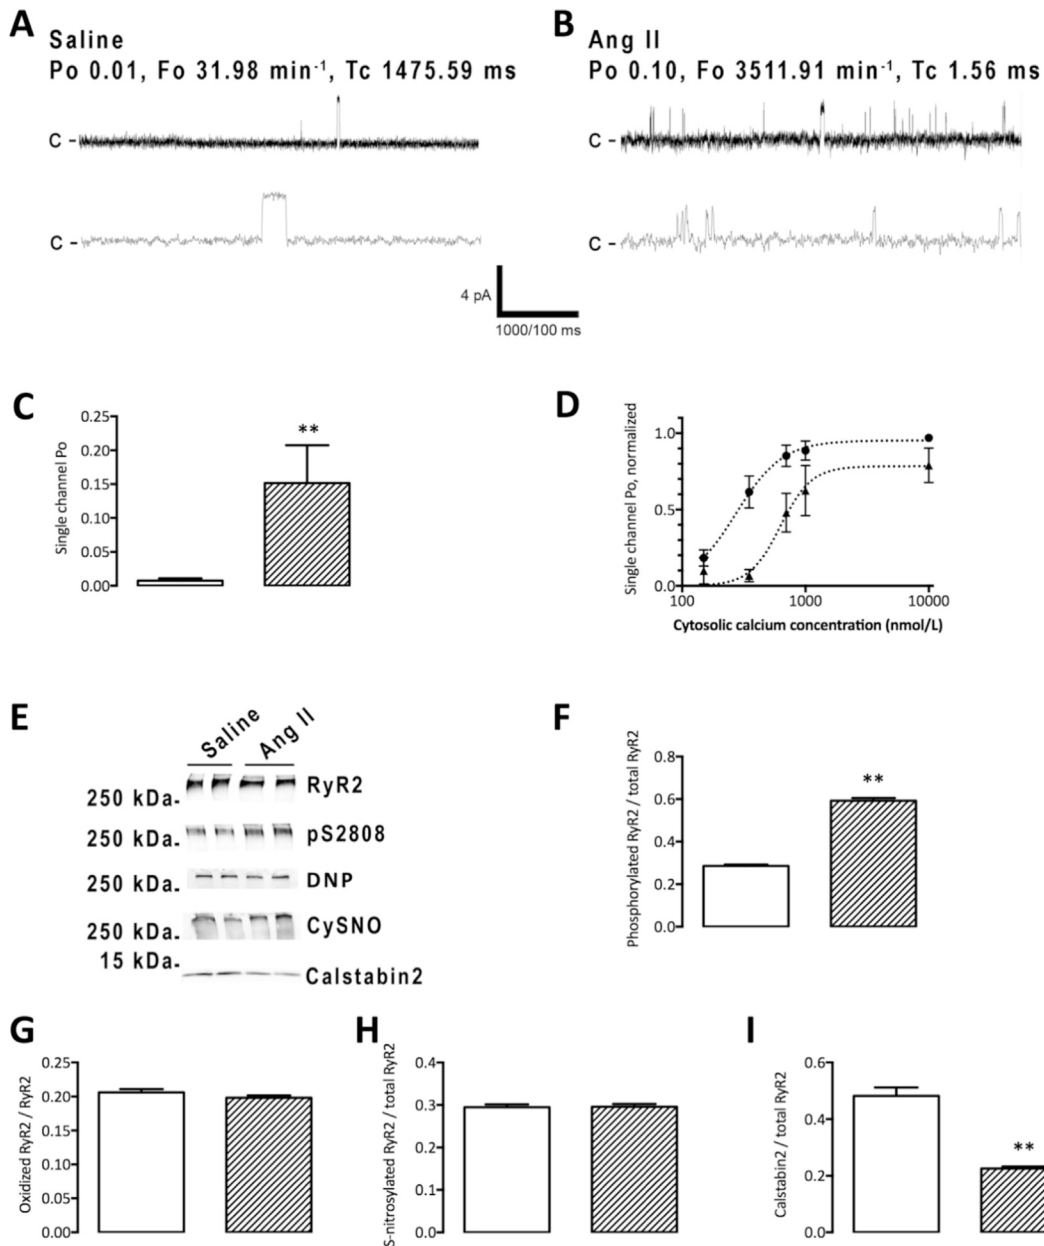 A
Saline
Po 0.01, Fo 31.98 min⁻¹, Tc 1475.59 ms
C -
C -
B
Ang II
Po 0.10, Fo 3511.91 min⁻¹, Tc 1.56 ms
C -
C -
4 pA
1000/100 ms
C
Single channel Po
0.25
0.20
0.15
0.10
0.05
0.00
**
D
Single channel Po, normalized
1.0
0.5
0.0
100
1000
10000
Cytosolic calcium concentration (nmol/L)
E
Saline
Ang II
250 kDa-
RyR2
250 kDa-
pS2808
250 kDa-
DNP
250 kDa-
CySNO
15 kDa-
Calstabin2
F
Phosphorylated RyR2 / total RyR2
0.8
0.6
0.4
0.2
0.0
**
G
Oxidized RyR2 / RyR2
0.25
0.20
0.15
0.10
0.05
0.00
H
S-nitrosylated RyR2 / total RyR2
0.4
0.3
0.2
0.1
0.0
I
Calstabin2 / total RyR2
0.6
0.4
0.2
0.0
**